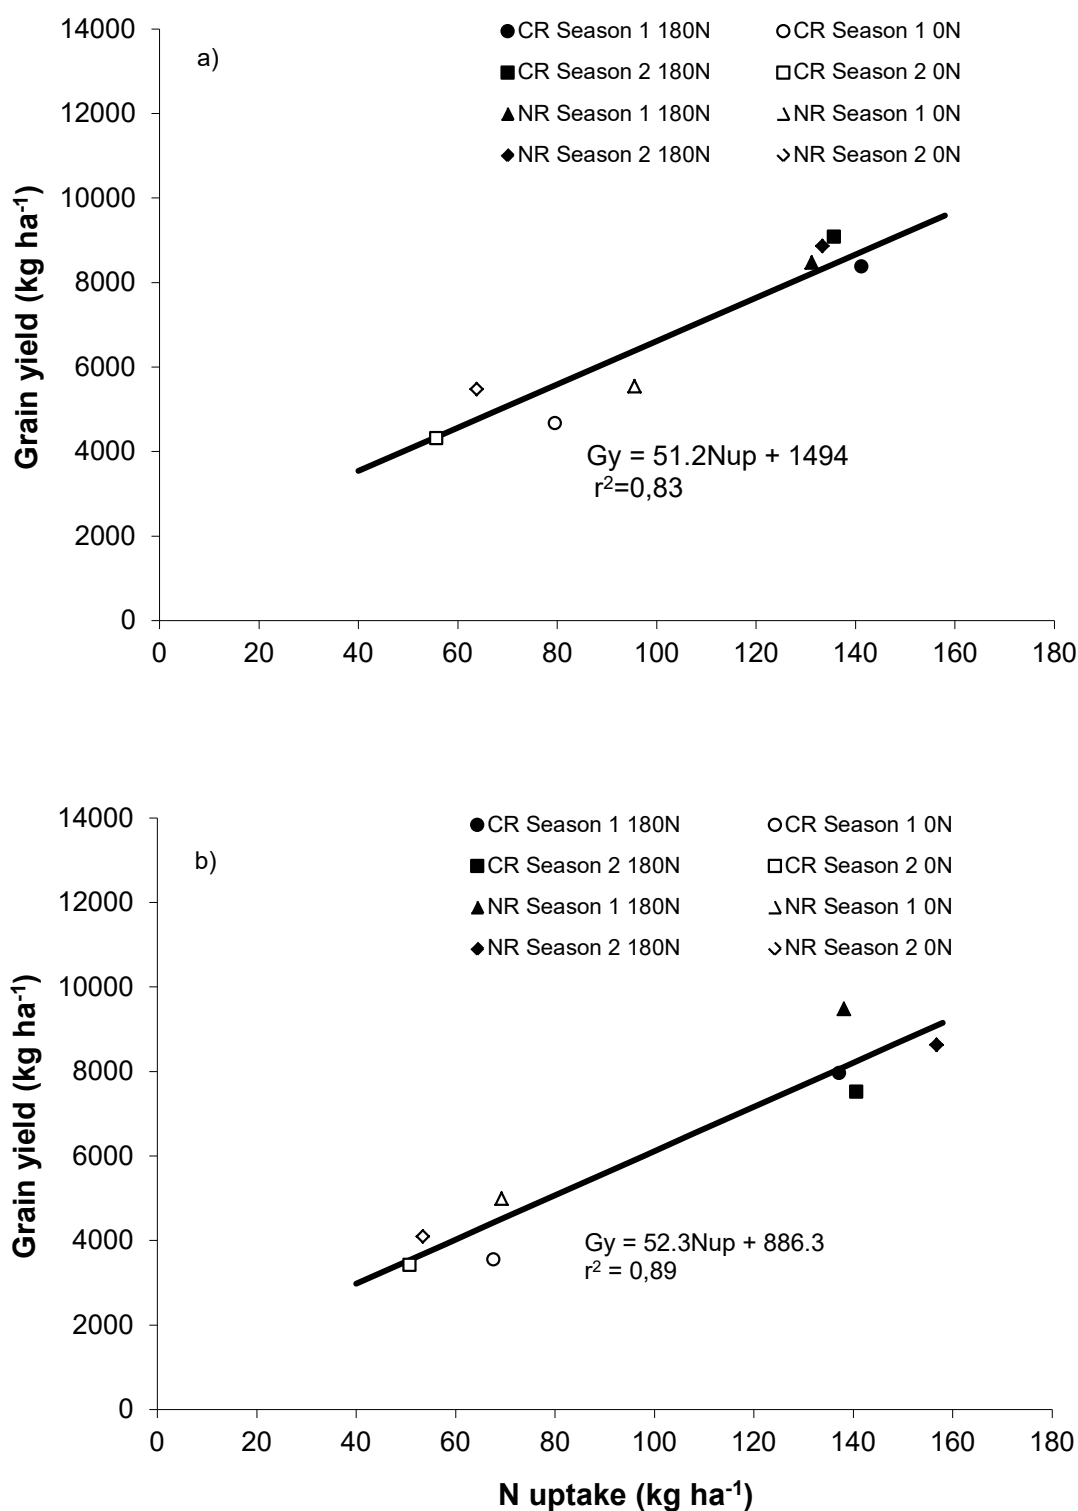 14000
12000
10000
8000
6000
4000
2000
0
Grain yield (kg ha⁻¹)
a)
CR Season 1 180N
CR Season 1 0N
CR Season 2 180N
CR Season 2 0N
NR Season 1 180N
NR Season 1 0N
NR Season 2 180N
NR Season 2 0N
Gy = 51.2Nup + 1494
r²=0,83
0 20 40 60 80 100 120 140 160 180
14000
12000
10000
8000
6000
4000
2000
0
Grain yield (kg ha⁻¹)
b)
CR Season 1 180N
CR Season 1 0N
CR Season 2 180N
CR Season 2 0N
NR Season 1 180N
NR Season 1 0N
NR Season 2 180N
NR Season 2 0N
Gy = 52.3Nup + 886.3
r² = 0,89
0 20 40 60 80 100 120 140 160 180
N uptake (kg ha⁻¹)